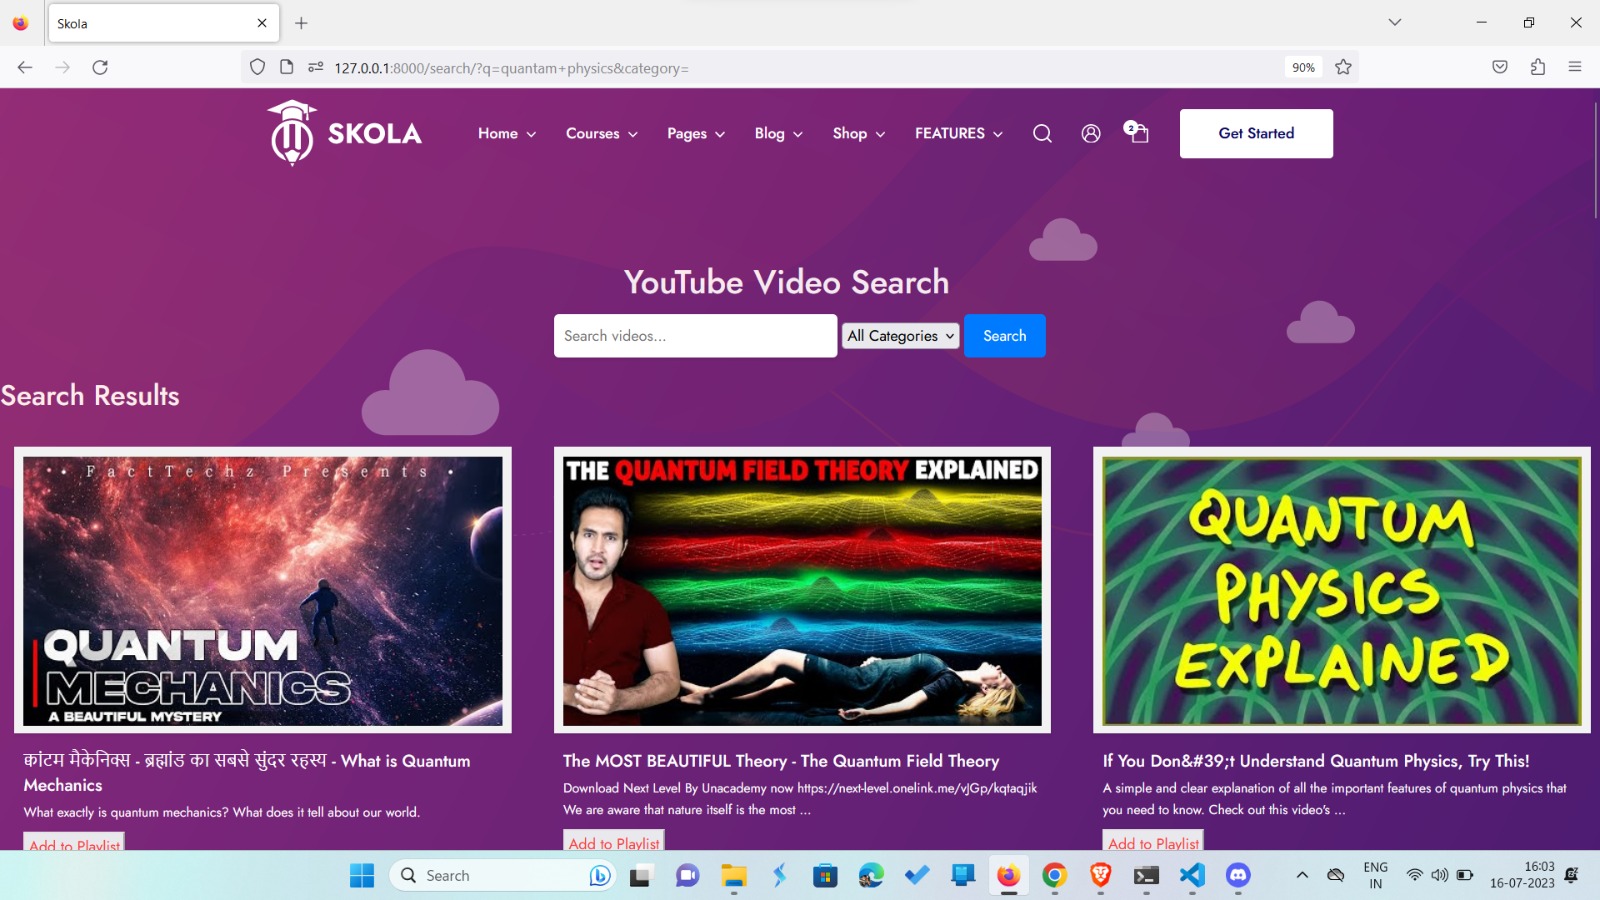 Skola
127.0.0.1:8000/search/?q=quantam+physics&category=
90%
SKOLA
Home
Courses
Pages
Blog
Shop
FEATURES
2
Get Started
YouTube Video Search
Search videos...
All Categories
Search
Search Results
•• FactTechz Presents •
QUANTUM
MECHANICS
A BEAUTIFUL MYSTERY
THE QUANTUM FIELD THEORY EXPLAINED
QUANTUM
PHYSICS
EXPLAINED
क्वांटम मैकेनिक्स - ब्रह्मांड का सबसे सुंदर रहस्य - What is Quantum
Mechanics
What exactly is quantum mechanics? What does it tell about our world.
Add to Playlist
The MOST BEAUTIFUL Theory - The Quantum Field Theory
Download Next Level By Unacademy now https://next-level.onelink.me/vJGp/kqtaqjik
We are aware that nature itself is the most ...
Add to Playlist
If You Don&#39;t Understand Quantum Physics, Try This!
A simple and clear explanation of all the important features of quantum physics that
you need to know. Check out this video's ...
Add to Playlist
Search
ENG
IN
16:03
16-07-2023